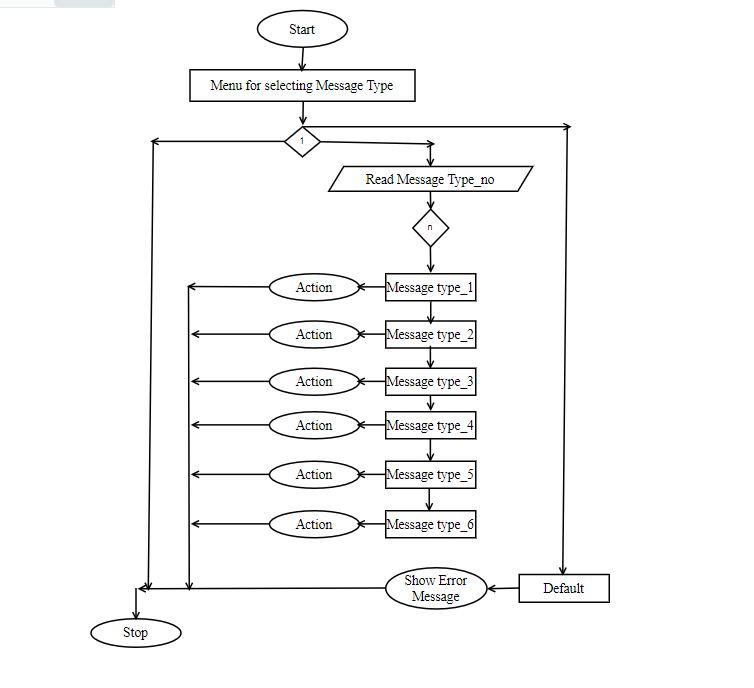 Start
Menu for selecting Message Type
1
Read Message Type_no
n
Action
Message type_1
Action
Message type_2
Action
Message type_3
Action
Message type_4
Action
Message type_5
Action
Message type_6
Show Error
Message
Default
Stop